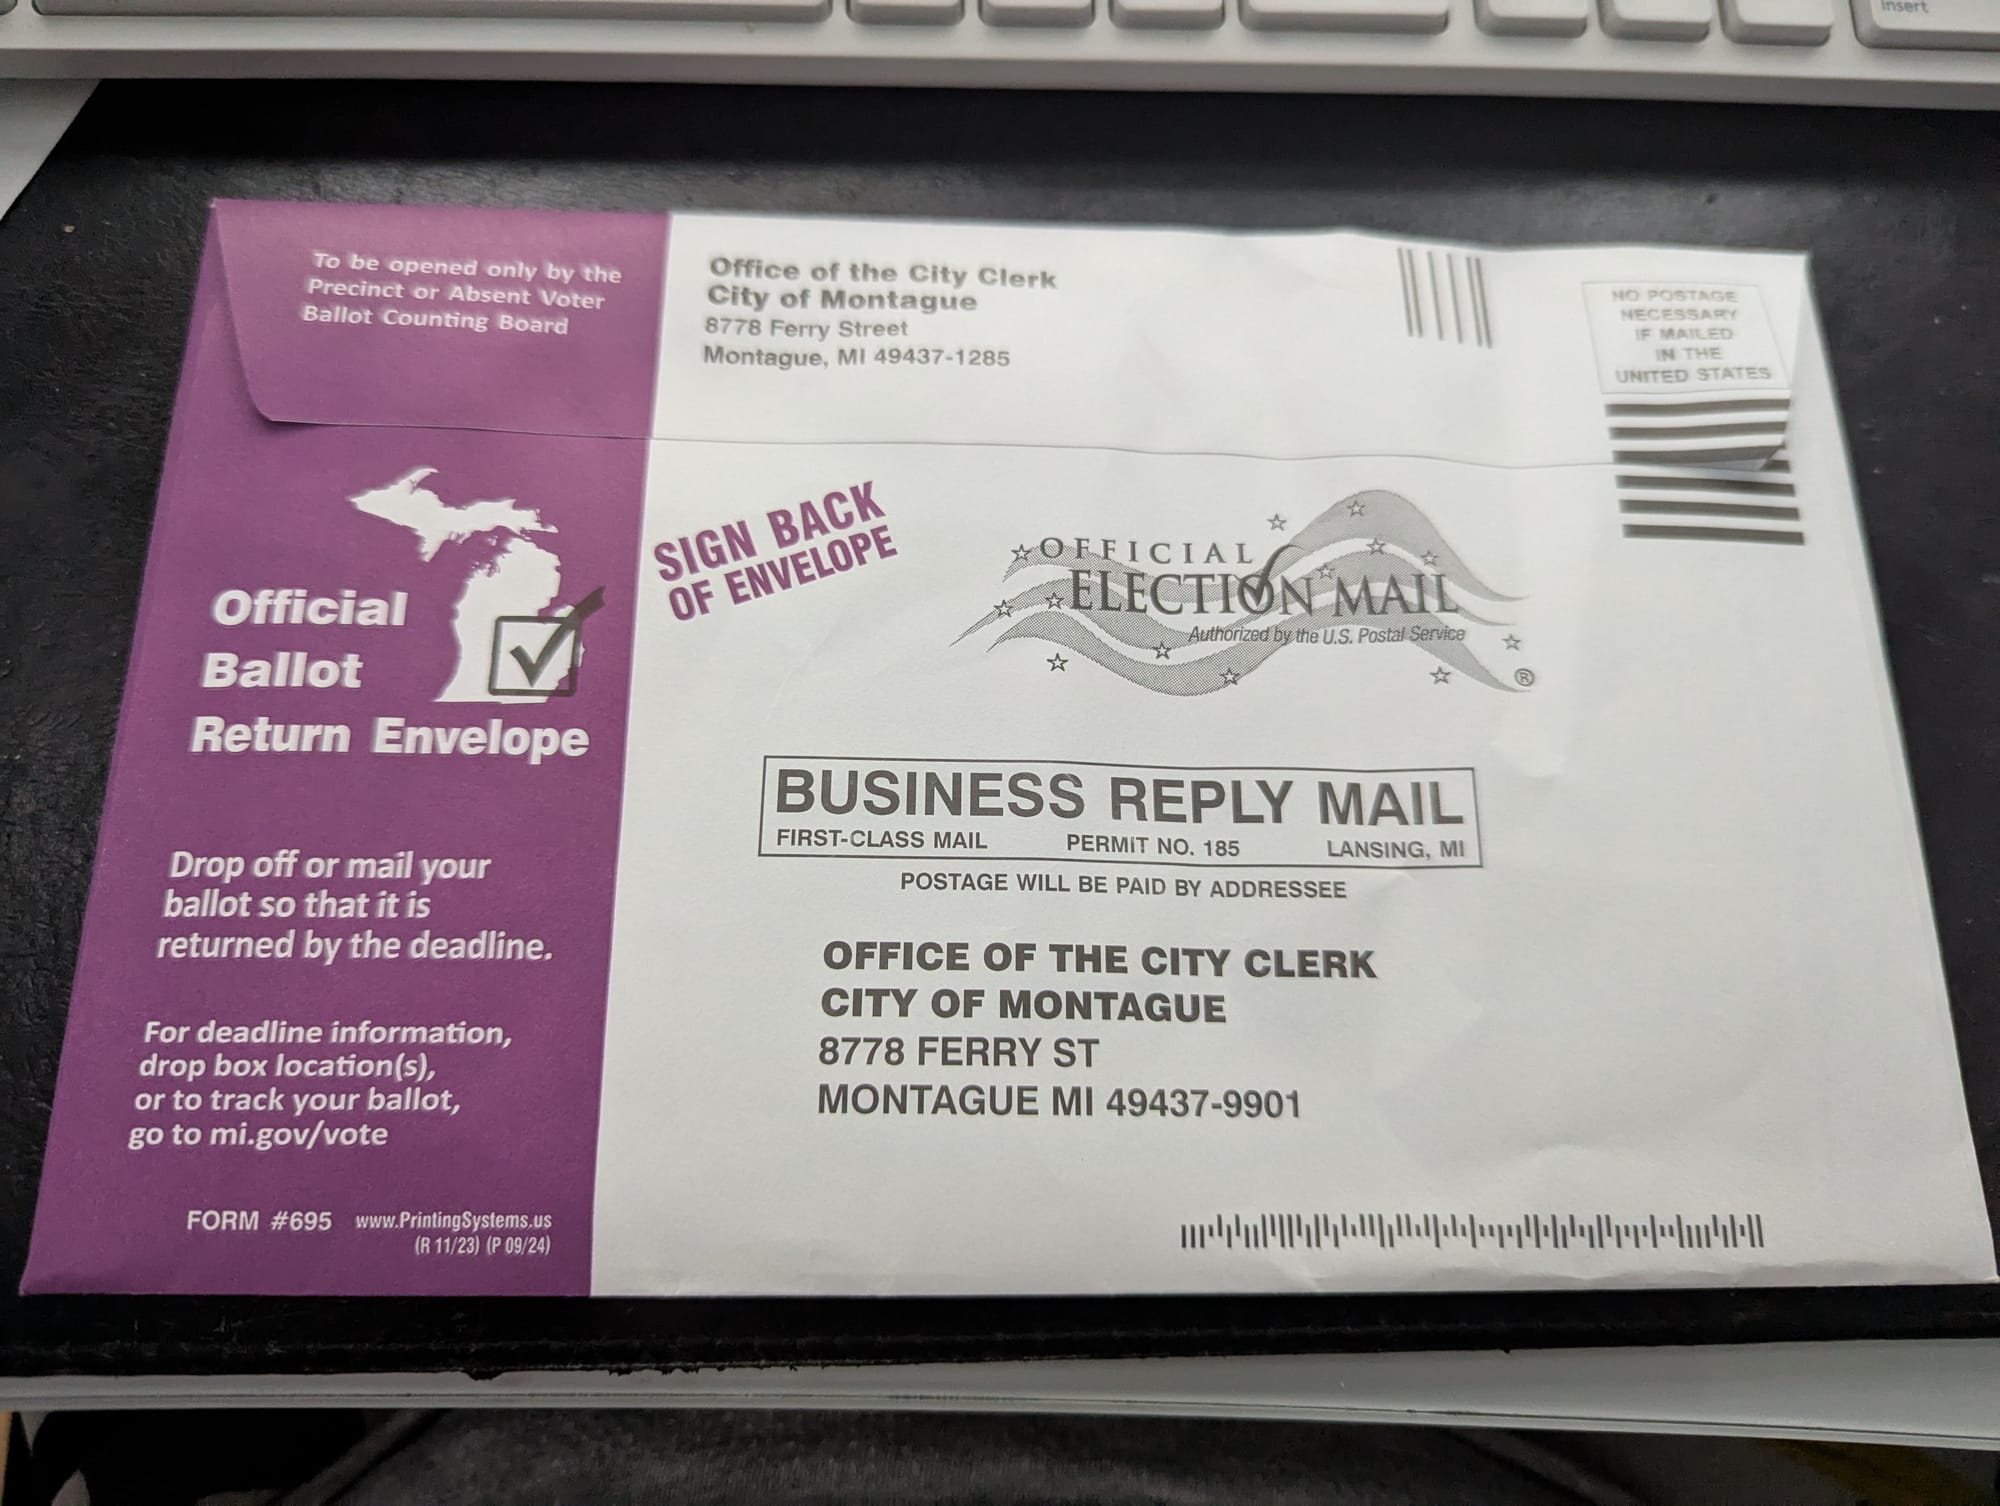 Insert
To be opened only by the
Precinct or Absent Voter
Ballot Counting Board
Office of the City Clerk
City of Montague
8778 Ferry Street
Montague, MI 49437-1285
NO POSTAGE
NECESSARY
IF MAILED
IN THE
UNITED STATES
SIGN BACK
OF ENVELOPE
OFFICIAL
ELECTION MAIL
Authorized by the U.S. Postal Service
®
Official
Ballot
Return Envelope
BUSINESS REPLY MAIL
FIRST-CLASS MAIL PERMIT NO. 185 LANSING, MI
POSTAGE WILL BE PAID BY ADDRESSEE
Drop off or mail your
ballot so that it is
returned by the deadline.
OFFICE OF THE CITY CLERK
CITY OF MONTAGUE
8778 FERRY ST
MONTAGUE MI 49437-9901
For deadline information,
drop box location(s),
or to track your ballot,
go to mi.gov/vote
FORM #695 www.PrintingSystems.us
(R 11/23) (P 09/24)